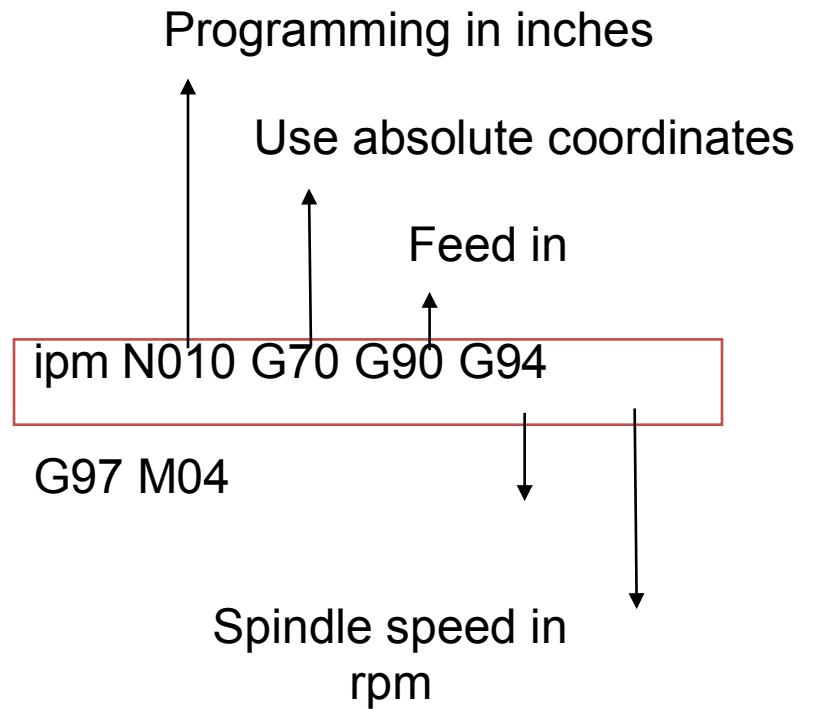 Programming in inches
Use absolute coordinates
Feed in
ipm N010 G70 G90 G94
G97 M04
Spindle speed in
rpm